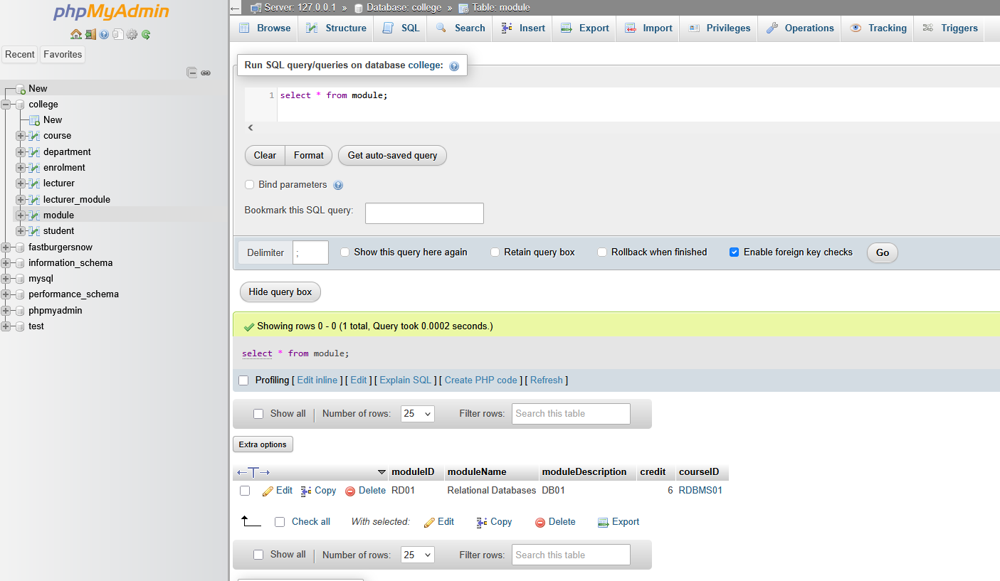 phpMyAdmin
Recent Favorites
New
college
New
course
department
enrolment
lecturer
lecturer_module
module
student
fastburgersnow
information_schema
mysql
performance_schema
phpmyadmin
test
Server: 127.0.0.1 » Database: college » Table: module
Browse Structure SQL Search Insert Export Import Privileges Operations Tracking Triggers
Run SQL query/queries on database college:
1 select * from module;
Clear Format Get auto-saved query
Bind parameters
Bookmark this SQL query:
Delimiter ; Show this query here again Retain query box Rollback when finished Enable foreign key checks Go
Hide query box
Showing rows 0 - 0 (1 total, Query took 0.0002 seconds.)
select * from module;
Profiling [ Edit inline ] [ Edit ] [ Explain SQL ] [ Create PHP code ] [ Refresh ]
Show all | Number of rows: 25 Filter rows: Search this table
Extra options
←T→ moduleID moduleName moduleDescription credit courseID
Edit Copy Delete RD01 Relational Databases DB01 6 RDBMS01
Check all With selected: Edit Copy Delete Export
Show all | Number of rows: 25 Filter rows: Search this table